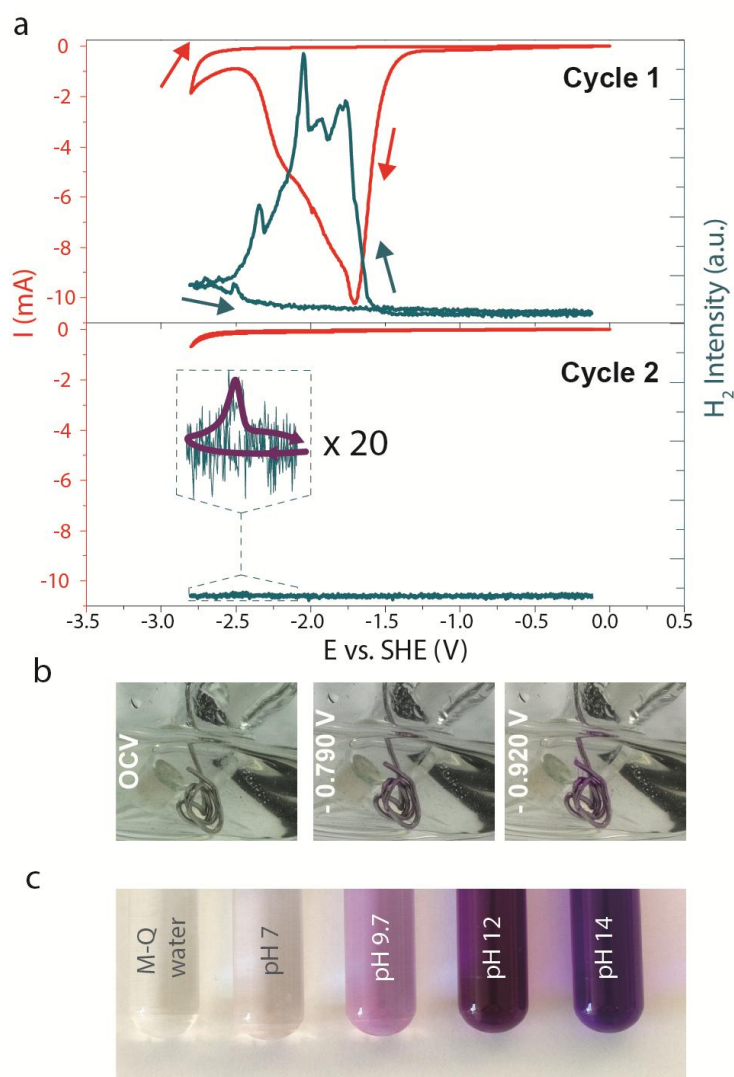 a
0
-2
-4
-6
-8
-10
Cycle 1
0
-2
-4
-6
-8
-10
Cycle 2
x 20
I (mA)
H₂ Intensity (a.u.)
-3.5 -3.0 -2.5 -2.0 -1.5 -1.0 -0.5 0.0 0.5
E vs. SHE (V)
b
OCV
- 0.790 V
- 0.920 V
c
M-Q
water
pH 7
pH 9.7
pH 12
pH 14